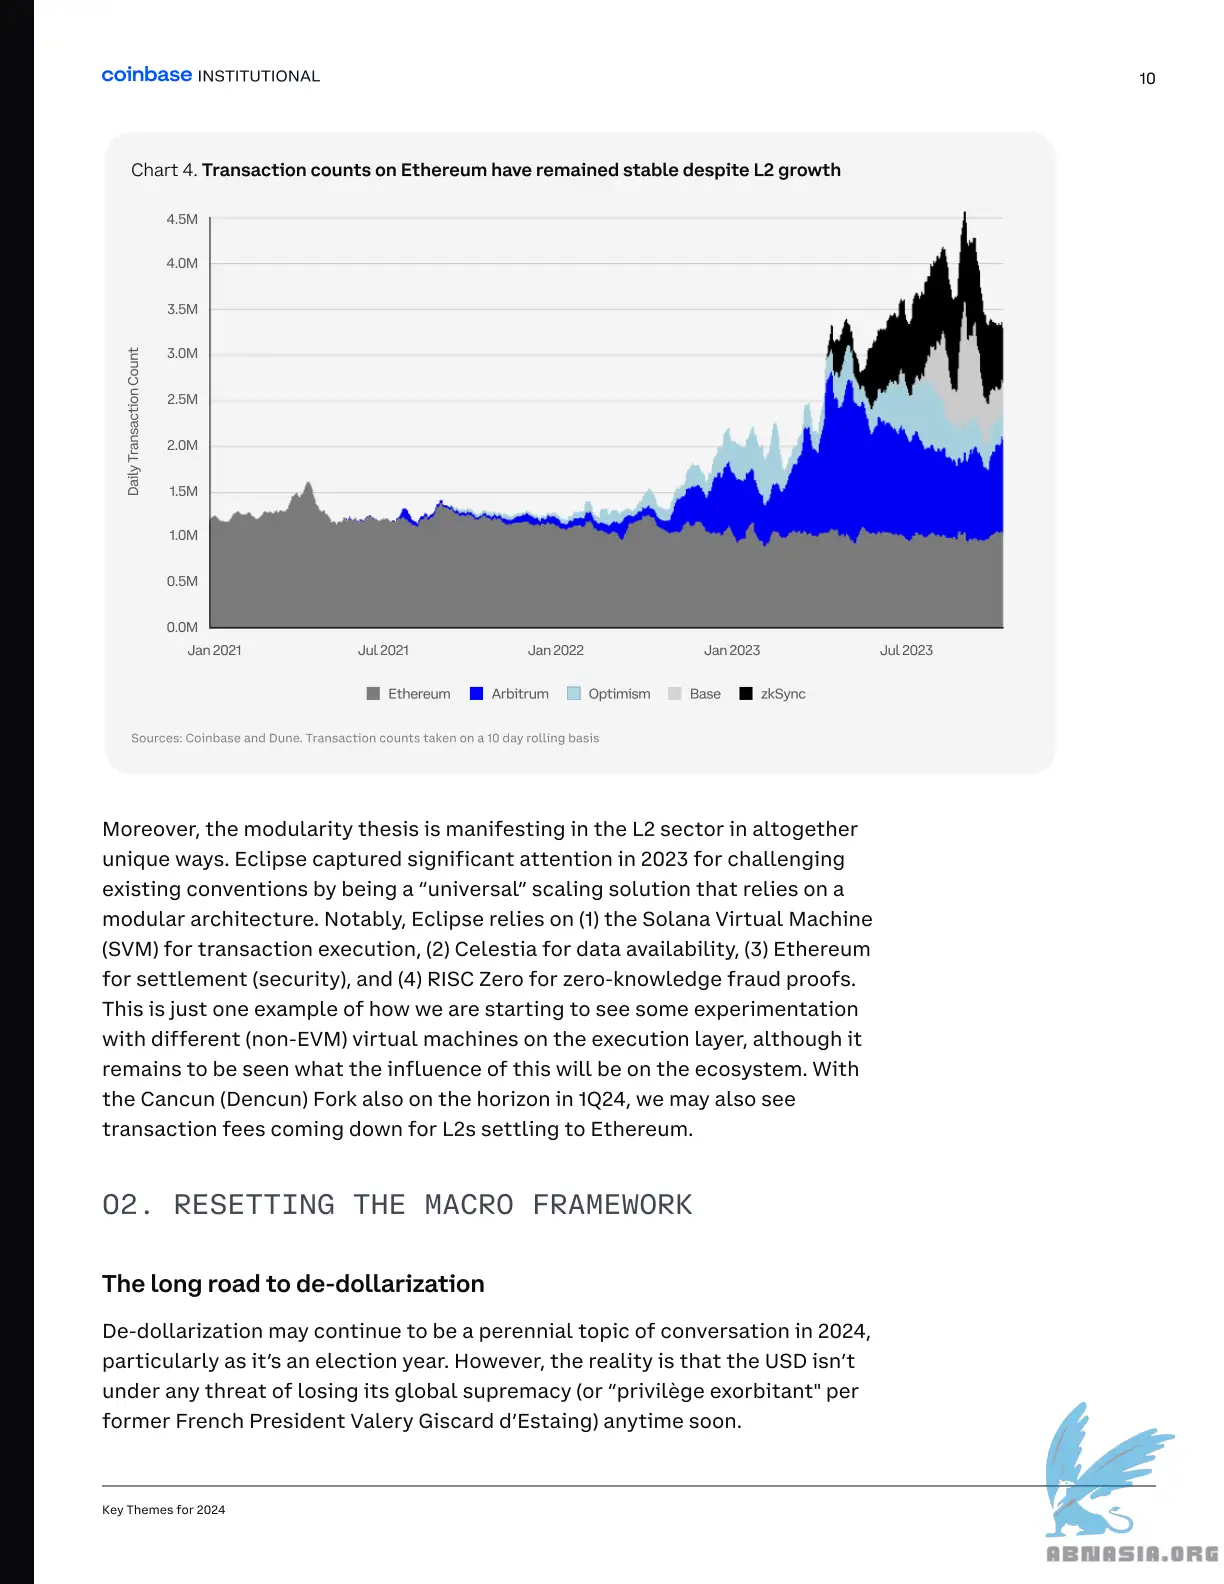 coinbase INSTITUTIONAL
10
Chart 4. Transaction counts on Ethereum have remained stable despite L2 growth
4.5M
4.0M
3.5M
3.0M
2.5M
2.0M
1.5M
1.0M
0.5M
0.0M
Daily Transaction Count
Jan 2021
Jul 2021
Jan 2022
Jan 2023
Jul 2023
Ethereum
Arbitrum
Optimism
Base
zkSync
Sources: Coinbase and Dune. Transaction counts taken on a 10 day rolling basis
Moreover, the modularity thesis is manifesting in the L2 sector in altogether
unique ways. Eclipse captured significant attention in 2023 for challenging
existing conventions by being a “universal” scaling solution that relies on a
modular architecture. Notably, Eclipse relies on (1) the Solana Virtual Machine
(SVM) for transaction execution, (2) Celestia for data availability, (3) Ethereum
for settlement (security), and (4) RISC Zero for zero-knowledge fraud proofs.
This is just one example of how we are starting to see some experimentation
with different (non-EVM) virtual machines on the execution layer, although it
remains to be seen what the influence of this will be on the ecosystem. With
the Cancun (Dencun) Fork also on the horizon in 1Q24, we may also see
transaction fees coming down for L2s settling to Ethereum.
02. RESETTING THE MACRO FRAMEWORK
The long road to de-dollarization
De-dollarization may continue to be a perennial topic of conversation in 2024,
particularly as it’s an election year. However, the reality is that the USD isn’t
under any threat of losing its global supremacy (or “privilège exorbitant" per
former French President Valery Giscard d’Estaing) anytime soon.
Key Themes for 2024
ABNASIA.ORG